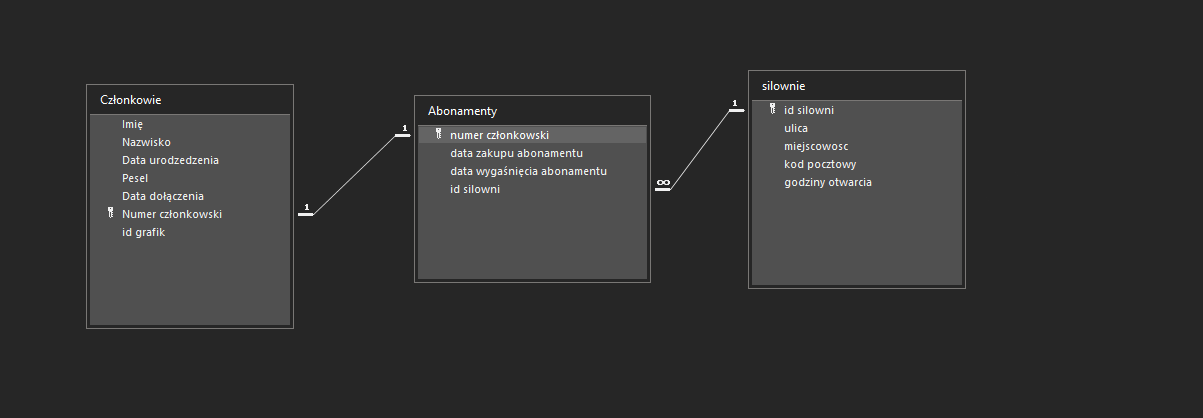 Członkowie
Imię
Nazwisko
Data urodzedzenia
Pesel
Data dołączenia
Numer członkowski
id grafik
1
1
Abonamenty
numer członkowski
data zakupu abonamentu
data wygaśnięcia abonamentu
id silowni
∞
1
silownie
id silowni
ulica
miejscowosc
kod pocztowy
godziny otwarcia